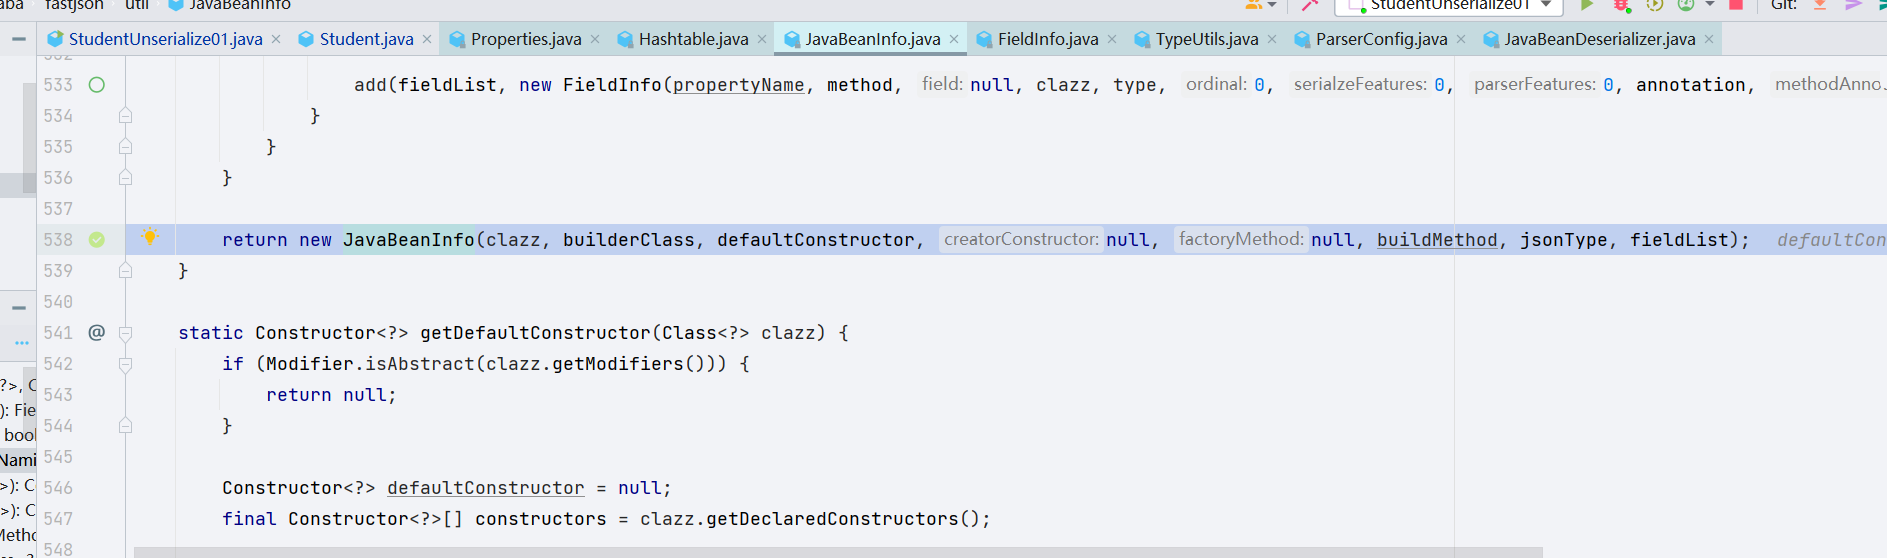 aba fastjson util JavaBeanInfo StudentUnserialize01 Git:
StudentUnserialize01.java Student.java Properties.java Hashtable.java JavaBeanInfo.java FieldInfo.java TypeUtils.java ParserConfig.java JavaBeanDeserializer.java
533 add(fieldList, new FieldInfo(propertyName, method, field: null, clazz, type, ordinal: 0, serialzeFeatures: 0, parserFeatures: 0, annotation, methodAnno
534 }
535 }
536 }
537
538 return new JavaBeanInfo(clazz, builderClass, defaultConstructor, creatorConstructor: null, factoryMethod: null, buildMethod, jsonType, fieldList); defaultCon
539 }
540
541 @ static Constructor<?> getDefaultConstructor(Class<?> clazz) {
542 if (Modifier.isAbstract(clazz.getModifiers())) {
543 return null;
?>, C
): Fie
544 }
boo
545
Nami
546 Constructor<?> defaultConstructor = null;
>): C
547 final Constructor<?>[] constructors = clazz.getDeclaredConstructors();
>): C
Metho
548